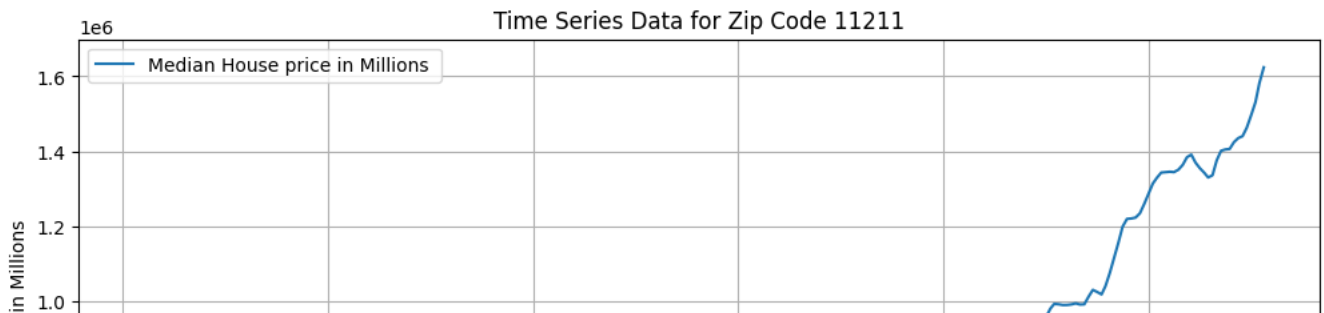 Time Series Data for Zip Code 11211
1e6
Median House price in Millions
1.6
1.4
1.2
1.0
in Millions